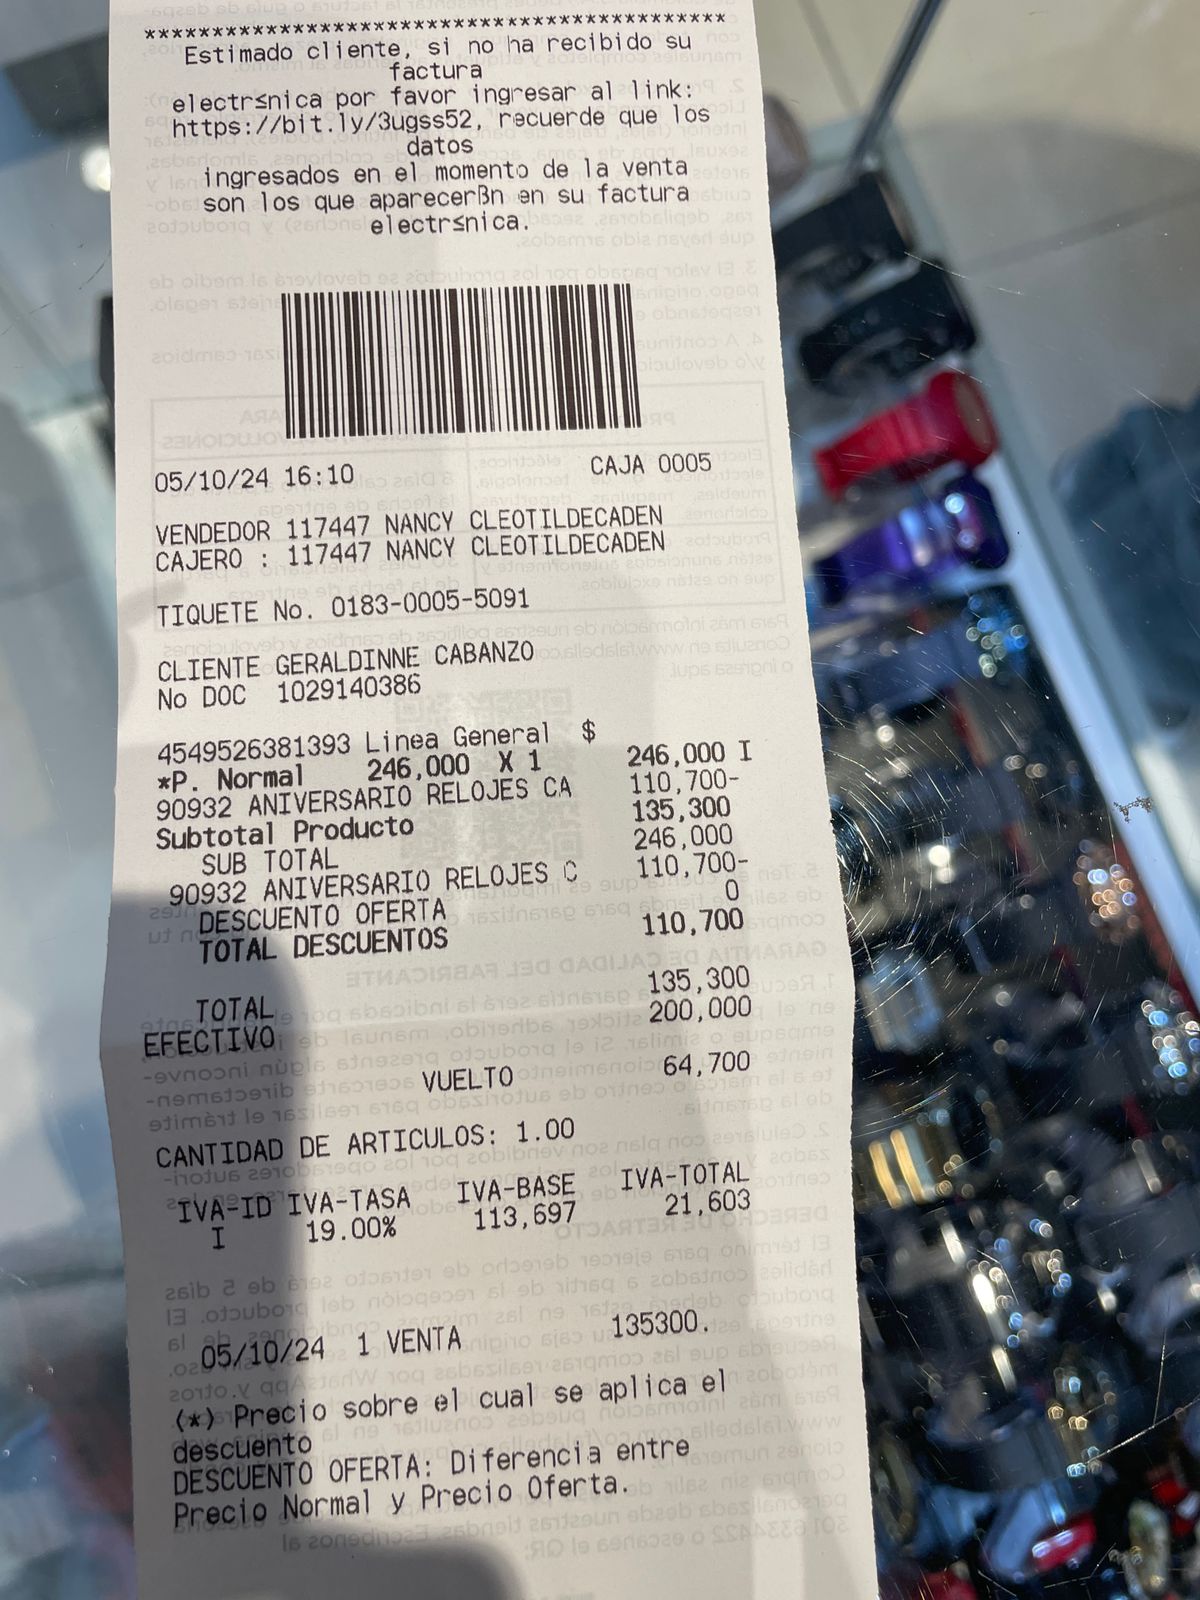 ******************************************
Estimado cliente, si no ha recibido su
factura
electr≤nica por favor ingresar al link:
https://bit.ly/3ugss52, recuerde que los
datos
ingresados en el momento de la venta
son los que aparecerßn en su factura
electr≤nica.
05/10/24 16:10 CAJA 0005
VENDEDOR 117447 NANCY CLEOTILDECADEN
CAJERO : 117447 NANCY CLEOTILDECADEN
TIQUETE No. 0183-0005-5091
CLIENTE GERALDINNE CABANZO
No DOC 1029140386
4549526381393 Linea General $
*P. Normal 246,000 X 1 246,000 I
90932 ANIVERSARIO RELOJES CA 110,700-
Subtotal Producto 135,300
SUB TOTAL 246,000
90932 ANIVERSARIO RELOJES C 110,700-
DESCUENTO OFERTA 0
TOTAL DESCUENTOS 110,700
TOTAL 135,300
EFECTIVO 200,000
VUELTO 64,700
CANTIDAD DE ARTICULOS: 1.00
IVA-ID IVA-TASA IVA-BASE IVA-TOTAL
I 19.00% 113,697 21,603
05/10/24 1 VENTA 135300.
(*) Precio sobre el cual se aplica el
descuento
DESCUENTO OFERTA: Diferencia entre
Precio Normal y Precio Oferta.